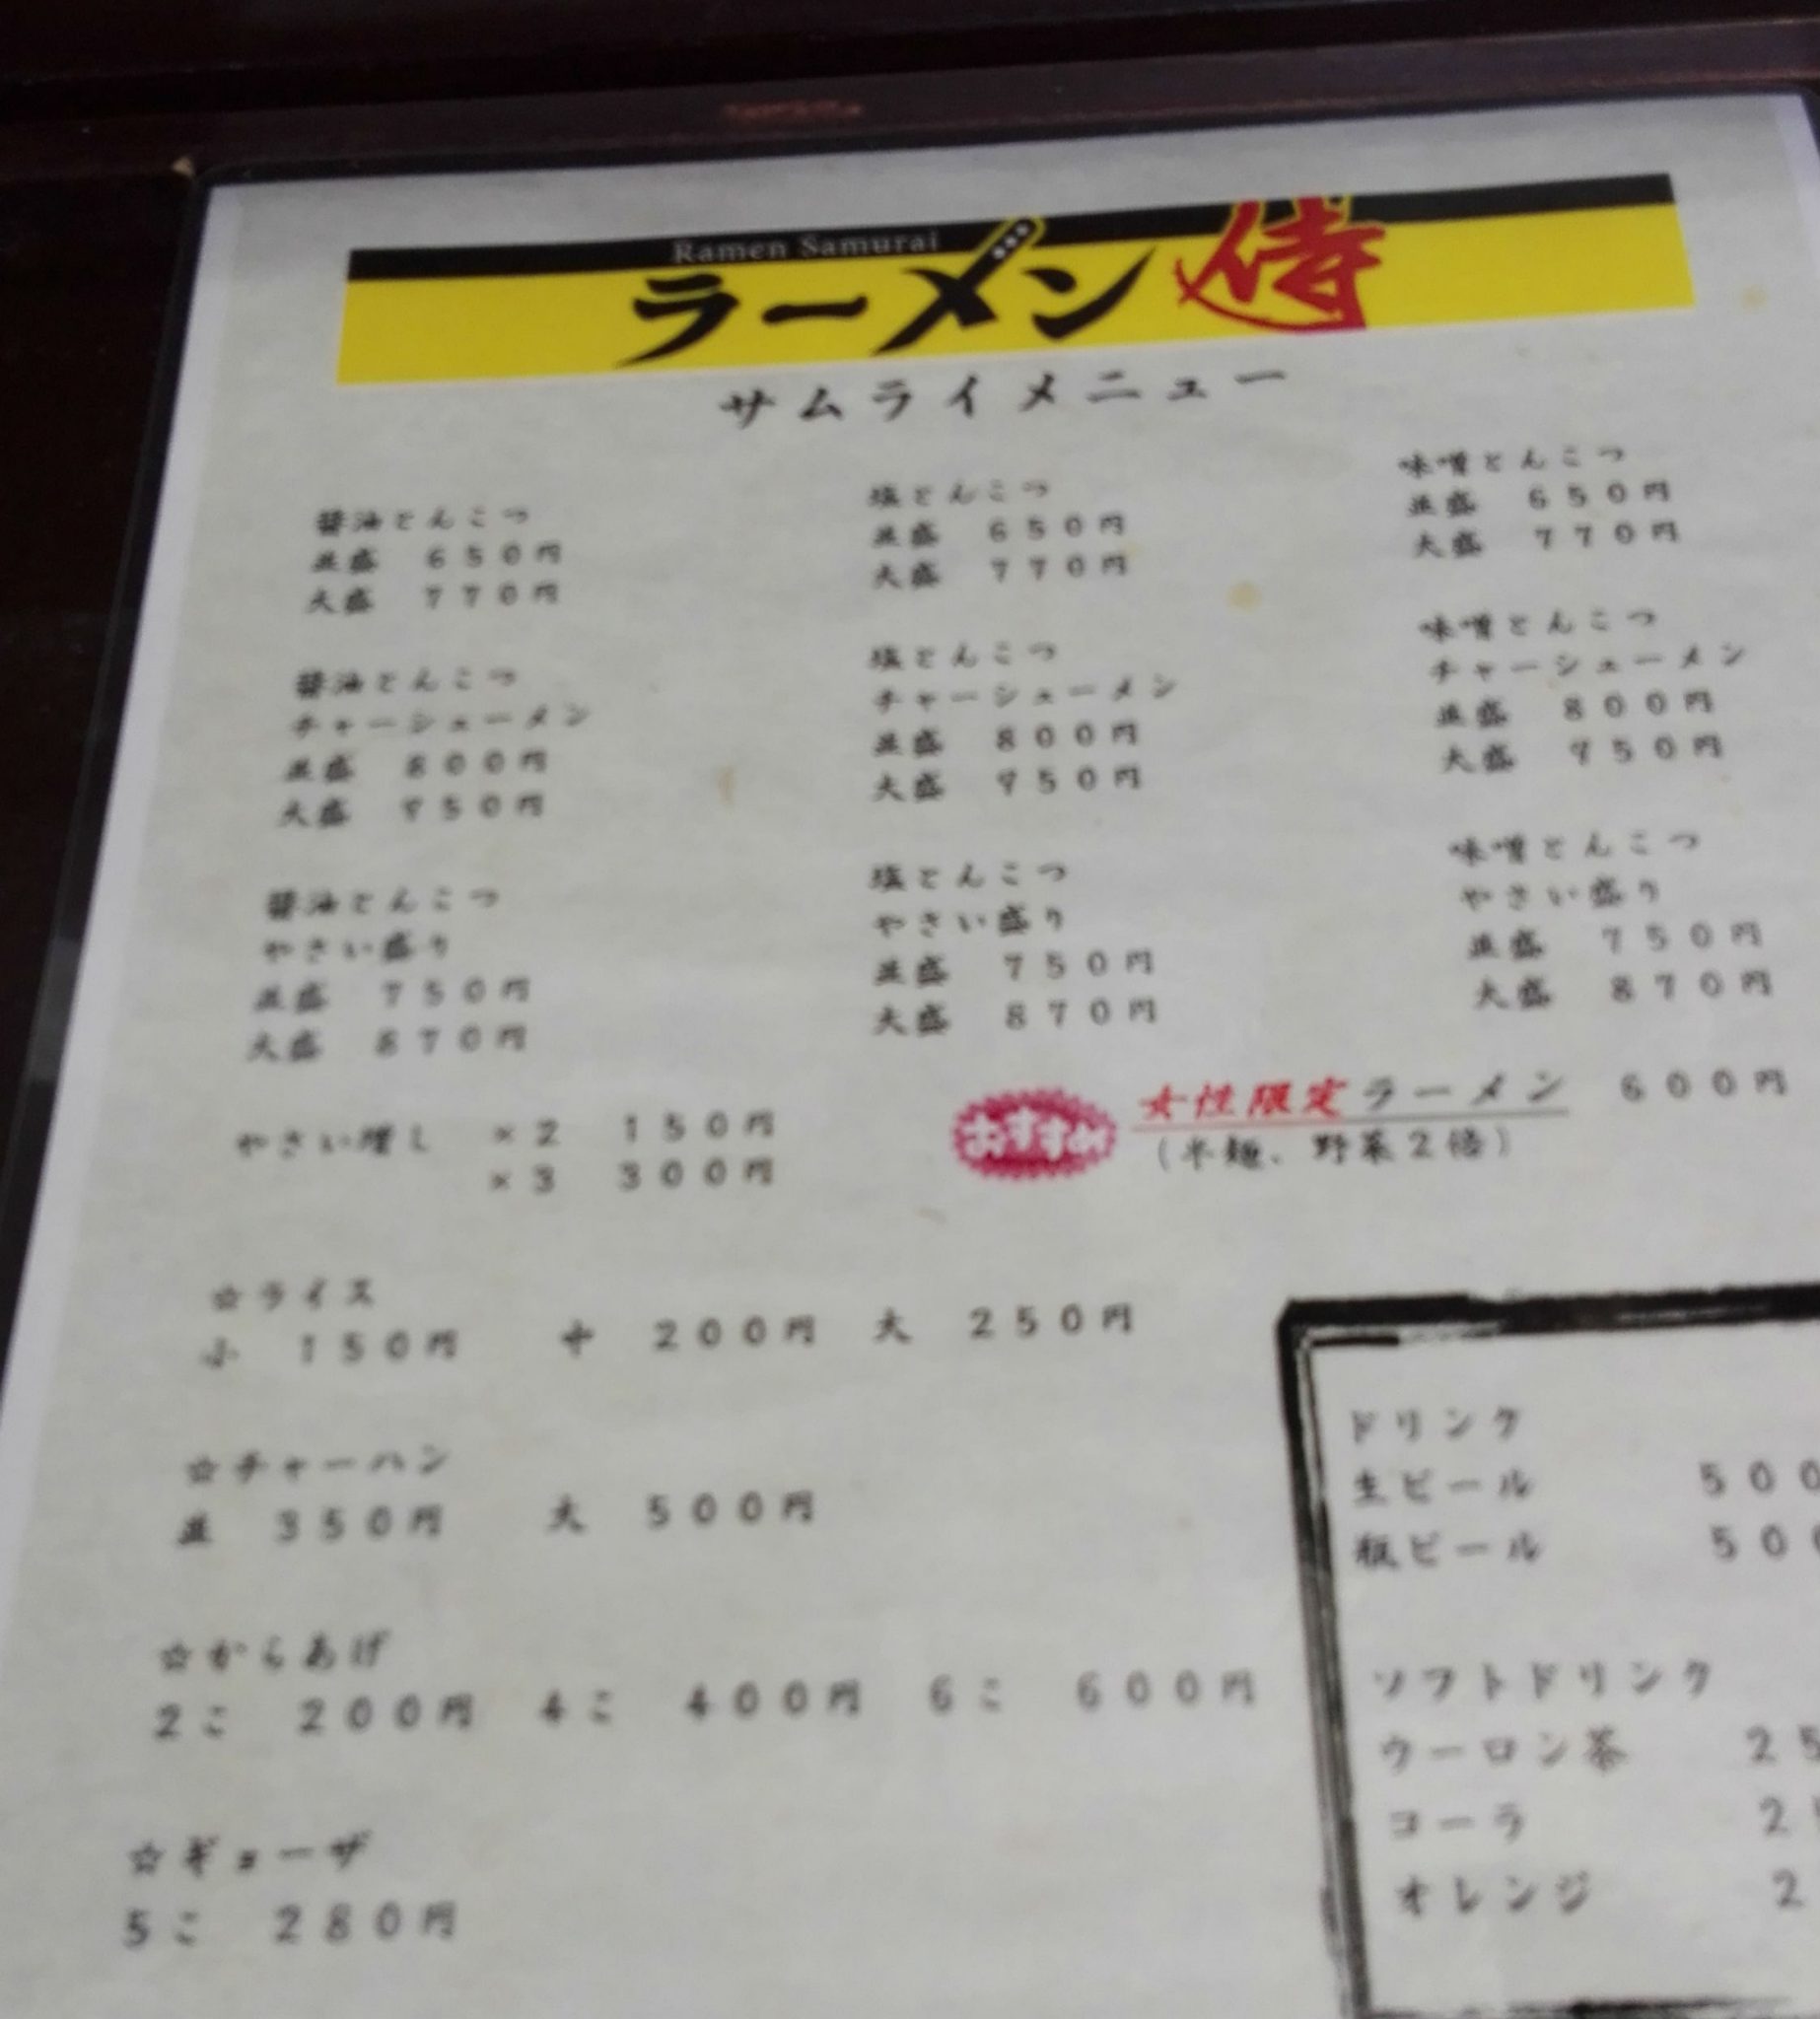 Ramen Samurai
ラーメン侍
サムライメニュー
醤油とんこつ
並盛 650円
大盛 770円
塩とんこつ
並盛 650円
大盛 770円
味噌とんこつ
並盛 650円
大盛 770円
醤油とんこつ
チャーシューメン
並盛 800円
大盛 950円
塩とんこつ
チャーシューメン
並盛 800円
大盛 950円
味噌とんこつ
チャーシューメン
並盛 800円
大盛 950円
醤油とんこつ
やさい盛り
並盛 750円
大盛 870円
塩とんこつ
やさい盛り
並盛 750円
大盛 870円
味噌とんこつ
やさい盛り
並盛 750円
大盛 870円
やさい増し ×2 150円
×3 300円
おすすめ
女性限定ラーメン 600円
(半麺、野菜2倍)
☆ライス
小 150円 中 200円 大 250円
☆チャーハン
並 350円 大 500円
☆からあげ
2こ 200円 4こ 400円 6こ 600円
☆ギョーザ
5こ 280円
ドリンク
生ビール 500
瓶ビール 500
ソフトドリンク
ウーロン茶 25
コーラ 2
オレンジ 2